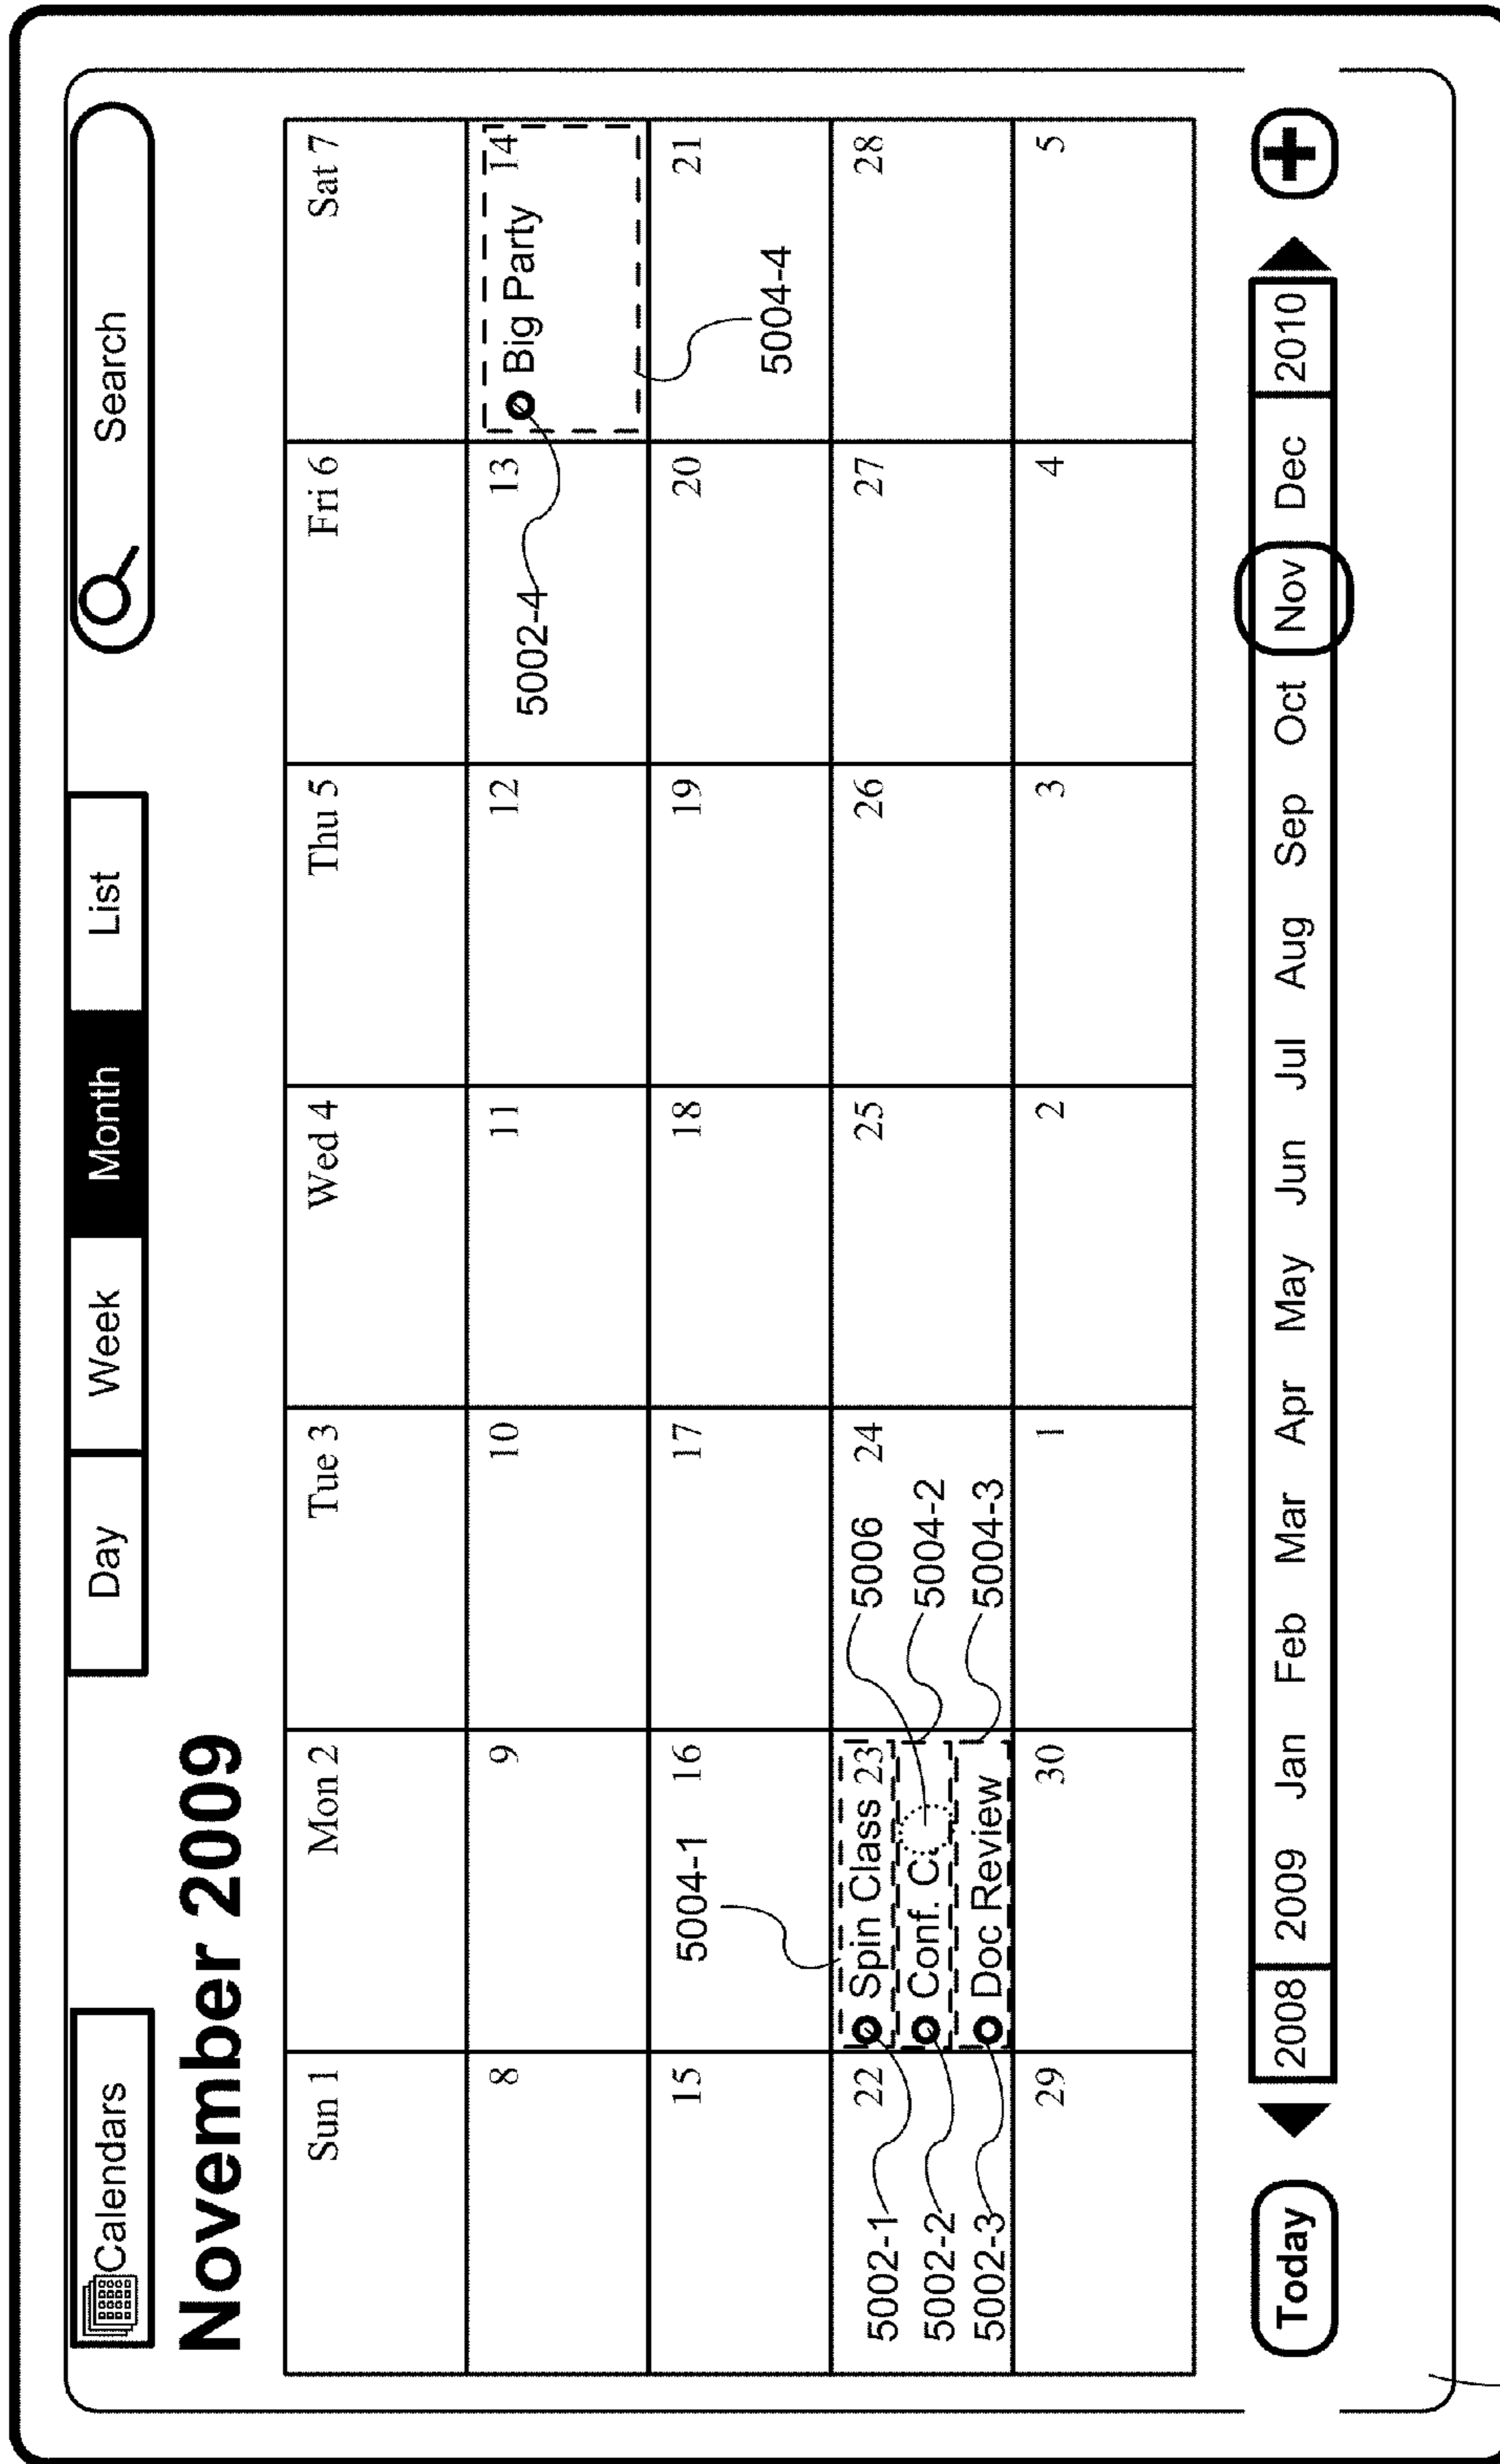 Calendars Day Week Month List Search
November 2009
Sun 1 Mon 2 Tue 3 Wed 4 Thu 5 Fri 6 Sat 7
8 9 10 11 12 13 14
Big Party
5002-4
15 16 17 18 19 20 21
5004-1
5004-4
22 23 24 25 26 27 28
5002-1 Spin Class 5006
5002-2 Conf. 5004-2
5002-3 Doc Review 5004-3
29 30 1 2 3 4 5
Today 2008 2009 Jan Feb Mar Apr May Jun Jul Aug Sep Oct Nov Dec 2010 +